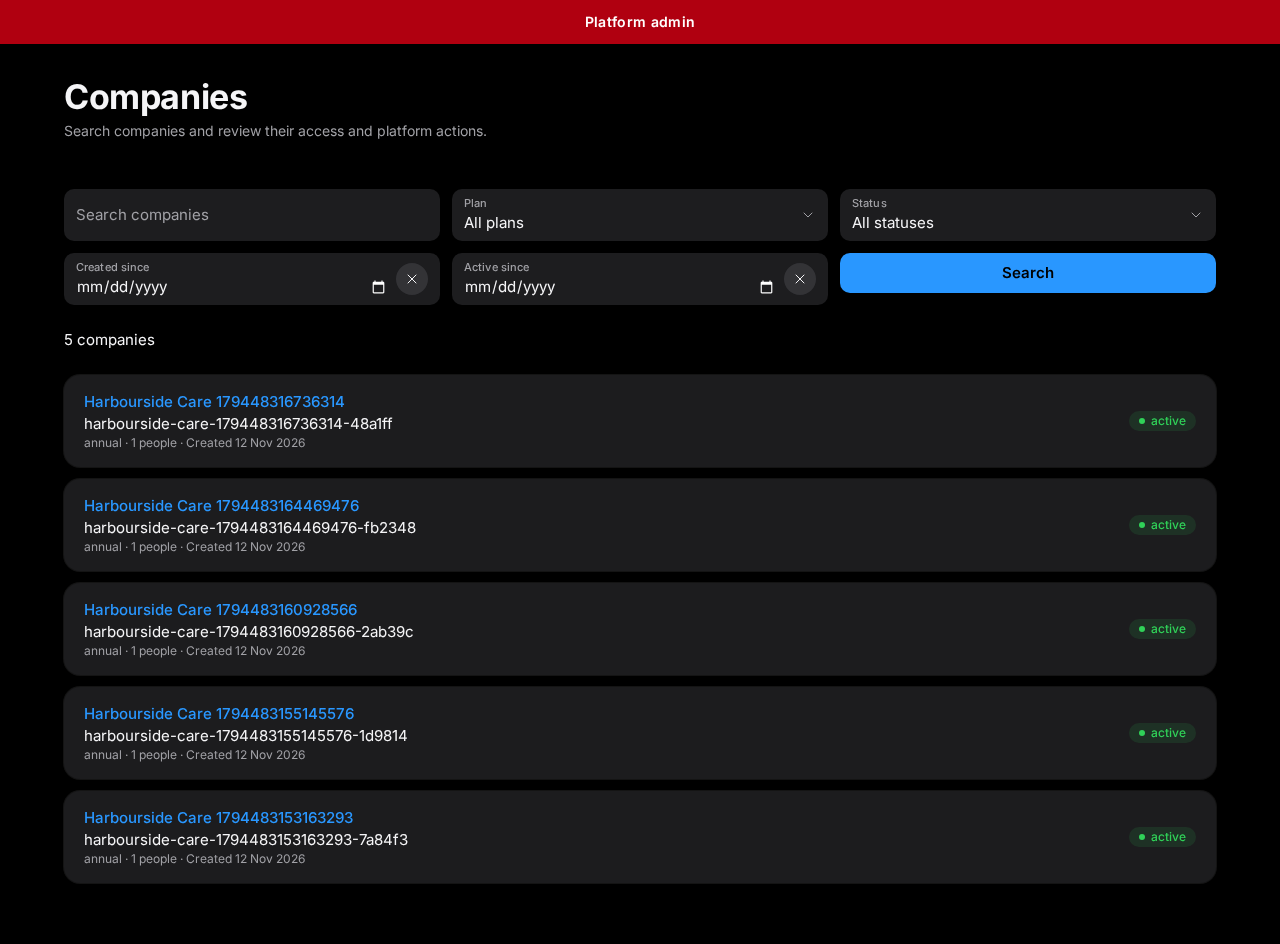 Platform admin
Companies
Search companies and review their access and platform actions.
Search companies
Plan
All plans
Status
All statuses
Created since
mm/dd/yyyy
Active since
mm/dd/yyyy
Search
5 companies
Harbourside Care 179448316736314
harbourside-care-179448316736314-48a1ff
annual · 1 people · Created 12 Nov 2026
active
Harbourside Care 1794483164469476
harbourside-care-1794483164469476-fb2348
annual · 1 people · Created 12 Nov 2026
active
Harbourside Care 1794483160928566
harbourside-care-1794483160928566-2ab39c
annual · 1 people · Created 12 Nov 2026
active
Harbourside Care 1794483155145576
harbourside-care-1794483155145576-1d9814
annual · 1 people · Created 12 Nov 2026
active
Harbourside Care 1794483153163293
harbourside-care-1794483153163293-7a84f3
annual · 1 people · Created 12 Nov 2026
active